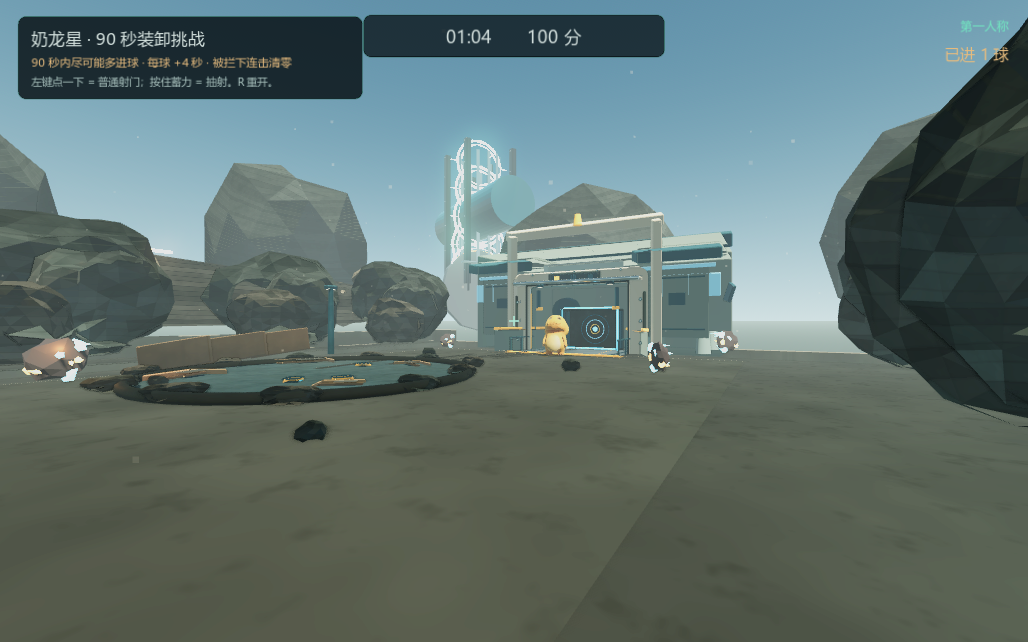 奶龙星 · 90 秒装卸挑战
90 秒内尽可能多进球 · 每球 +4 秒 · 被拦下连击清零
左键点一下 = 普通射门；按住蓄力 = 抽射。R 重开。
01:04 100 分
第一人称
已进 1 球